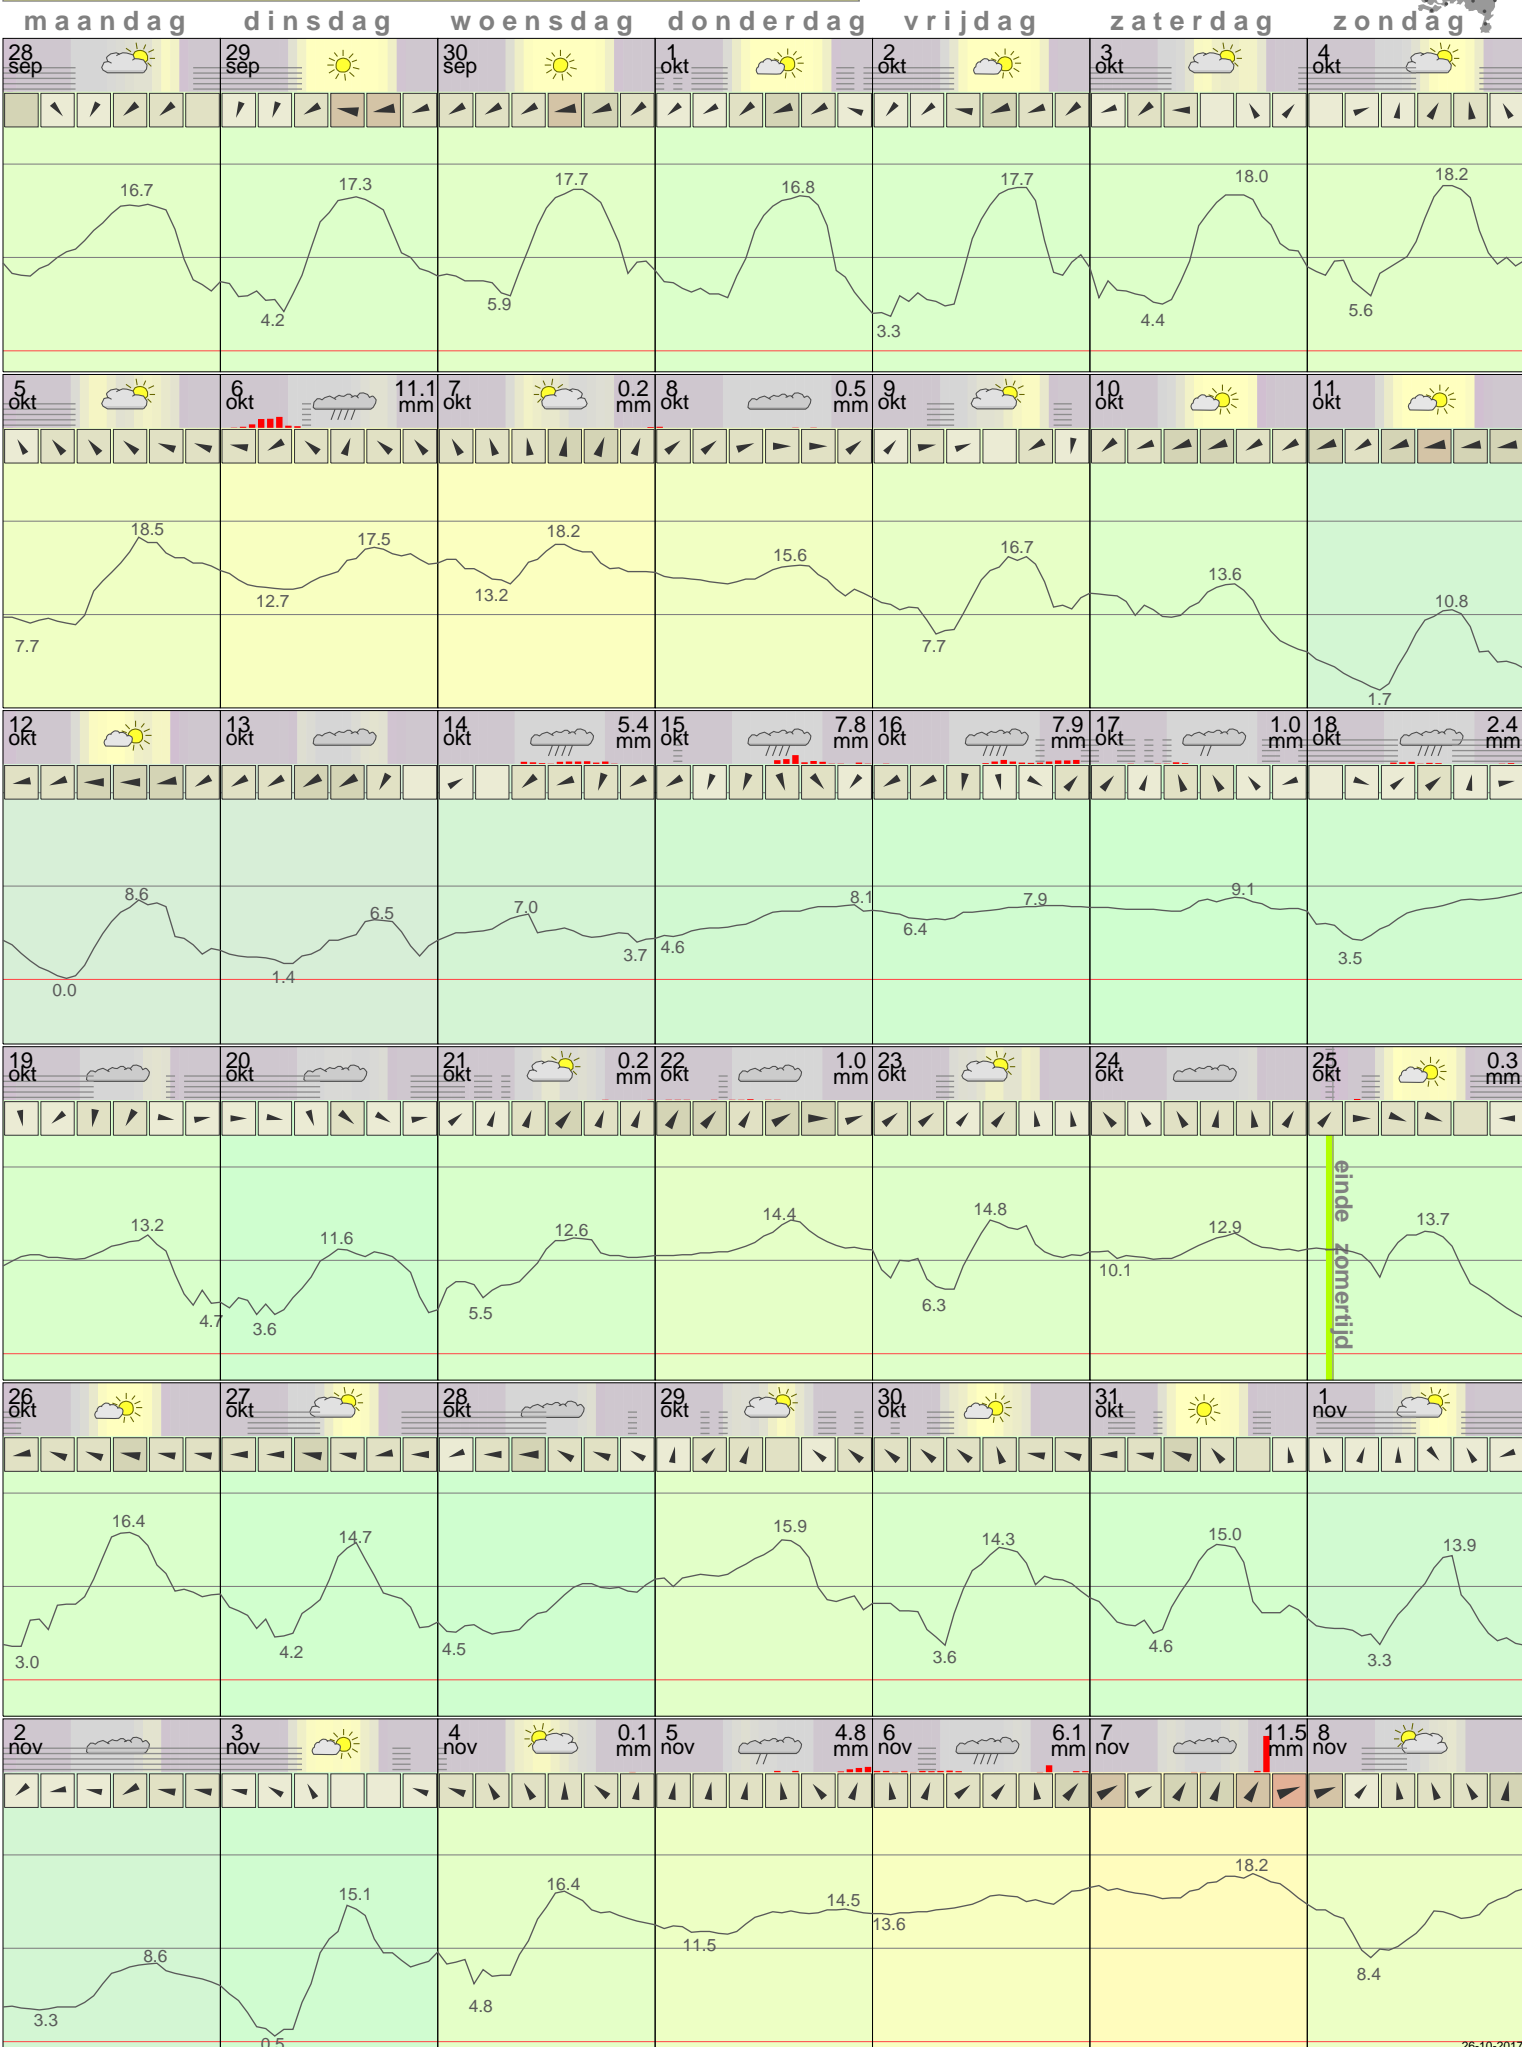 maandag dinsdag woensdag donderdag vrijdag zaterdag zondag
28 sep 29 sep 30 sep 1 okt 2 okt 3 okt 4 okt
16.7 17.3 17.7 16.8 17.7 18.0 18.2
4.2 5.9 3.3 4.4 5.6
5 okt 6 okt 11.1 mm 7 okt 0.2 mm 8 okt 0.5 mm 9 okt 10 okt 11 okt
18.5 17.5 18.2 15.6 16.7 13.6 10.8
7.7 12.7 13.2 7.7 1.7
12 okt 13 okt 14 okt 5.4 mm 15 okt 7.8 mm 16 okt 7.9 mm 17 okt 1.0 mm 18 okt 2.4 mm
8.6 6.5 7.0 8.1 7.9 9.1
0.0 1.4 3.7 4.6 6.4 3.5
19 okt 20 okt 21 okt 0.2 mm 22 okt 1.0 mm 23 okt 24 okt 25 okt 0.3 mm
13.2 11.6 12.6 14.4 14.8 12.9 13.7
4.7 3.6 5.5 6.3 10.1
einde zomertijd
26 okt 27 okt 28 okt 29 okt 30 okt 31 okt 1 nov
16.4 14.7 15.9 14.3 15.0 13.9
3.0 4.2 4.5 3.6 4.6 3.3
2 nov 3 nov 4 nov 0.1 mm 5 nov 4.8 mm 6 nov 6.1 mm 7 nov 11.5 mm 8 nov
8.6 15.1 16.4 14.5 18.2
3.3 0.5 4.8 11.5 13.6 8.4
26-10-2017